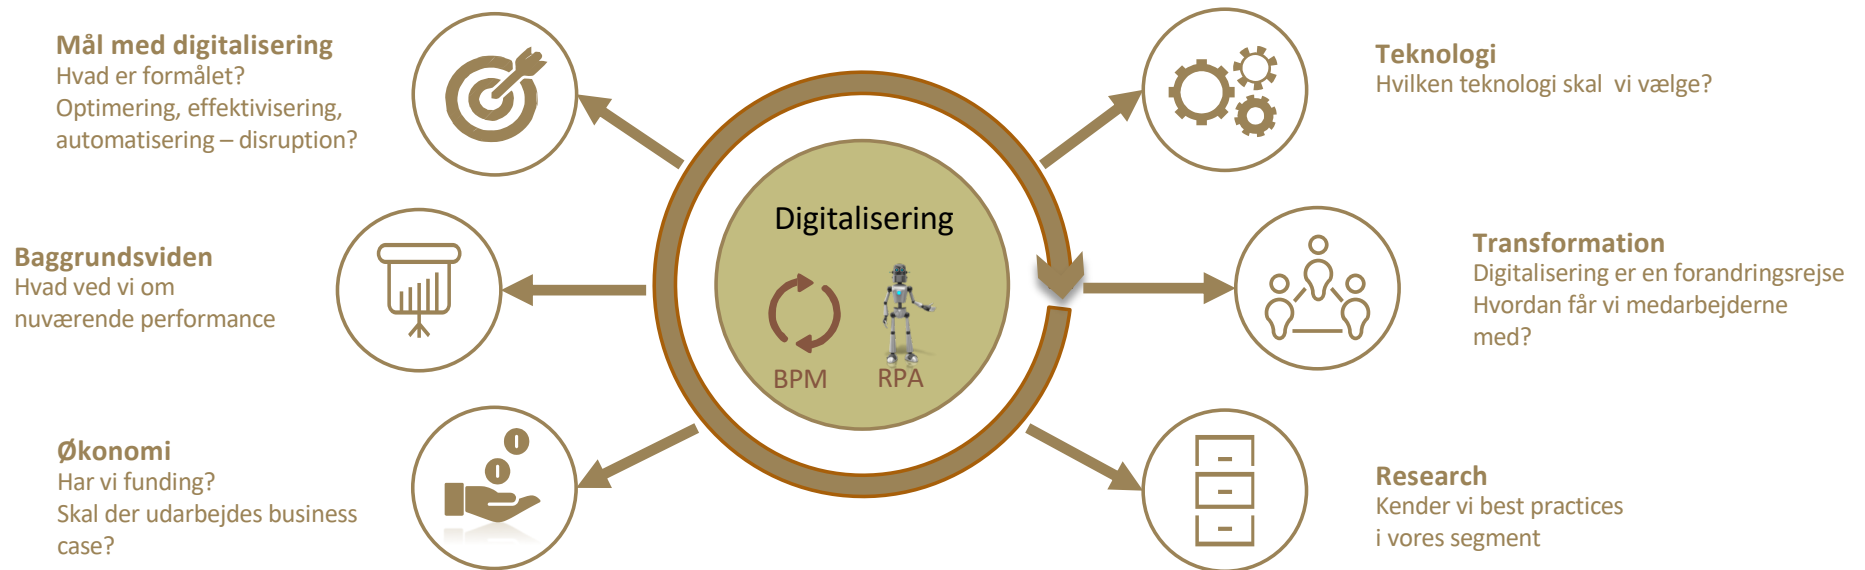 Mål med digitalisering
Hvad er formålet?
Optimering, effektivisering,
automatisering – disruption?
Baggrundsviden
Hvad ved vi om
nuværende performance
Økonomi
Har vi funding?
Skal der udarbejdes business
case?
Digitalisering
BPM
RPA
Teknologi
Hvilken teknologi skal  vi vælge?
Transformation
Digitalisering er en forandringsrejse
Hvordan får vi medarbejderne
med?
Research
Kender vi best practices
i vores segment